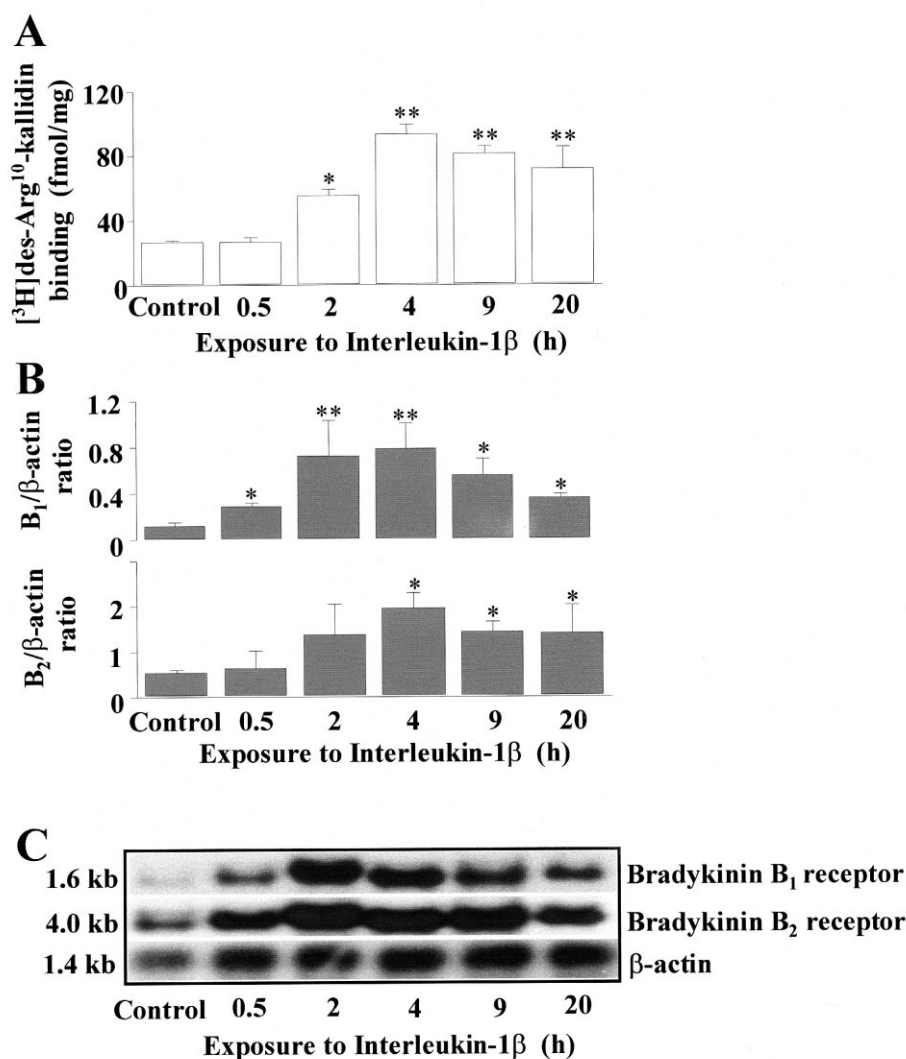 A
[³H]des-Arg¹⁰-kallidin
binding (fmol/mg)
120
80
40
0
* ** ** **
Control 0.5 2 4 9 20
Exposure to Interleukin-1β (h)
B
B₁/β-actin
ratio
1.2
0.8
0.4
0
* ** ** * *
B₂/β-actin
ratio
2
1
0
* * *
Control 0.5 2 4 9 20
Exposure to Interleukin-1β (h)
C
1.6 kb Bradykinin B₁ receptor
4.0 kb Bradykinin B₂ receptor
1.4 kb β-actin
Control 0.5 2 4 9 20
Exposure to Interleukin-1β (h)